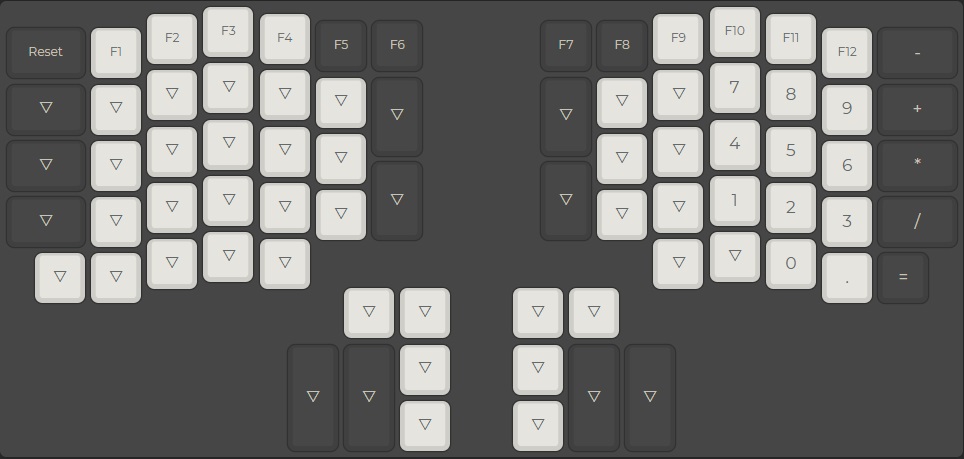 Reset F1 F2 F3 F4 F5 F6 F7 F8 F9 F10 F11 F12 -
▽ ▽ ▽ ▽ ▽ ▽ ▽ ▽ ▽ ▽ 7 8 9 +
▽ ▽ ▽ ▽ ▽ ▽ ▽ ▽ 4 5 6 *
▽ ▽ ▽ ▽ ▽ ▽ ▽ ▽ ▽ ▽ 1 2 3 /
▽ ▽ ▽ ▽ ▽ ▽ ▽ 0 . =
▽ ▽ ▽ ▽
▽ ▽
▽ ▽ ▽ ▽
▽ ▽